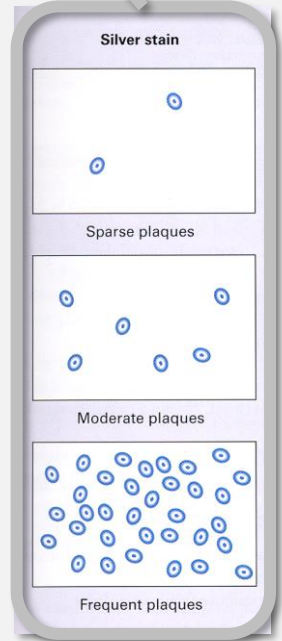 Silver stain
Sparse plaques
Moderate plaques
Frequent plaques